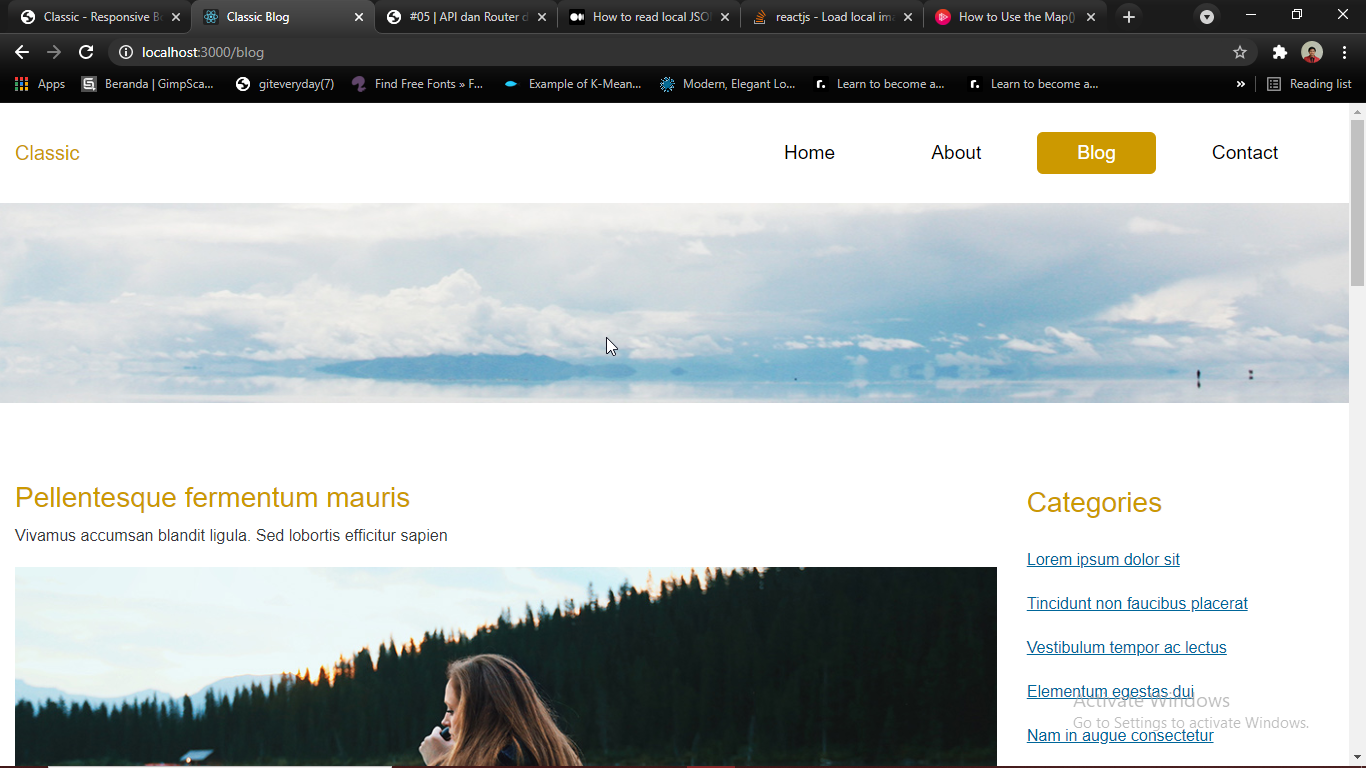 Classic - Responsive Bo
Classic Blog
#05 | API dan Router d
How to read local JSO
reactjs - Load local ima
How to Use the Map()
localhost:3000/blog
Apps
Beranda | GimpSca...
giteveryday(7)
Find Free Fonts » F...
Example of K-Mean...
Modern, Elegant Lo...
Learn to become a...
Learn to become a...
»
Reading list
Classic
Home
About
Blog
Contact
Pellentesque fermentum mauris
Vivamus accumsan blandit ligula. Sed lobortis efficitur sapien
Categories
Lorem ipsum dolor sit
Tincidunt non faucibus placerat
Vestibulum tempor ac lectus
Elementum egestas dui
Nam in augue consectetur
Activate Windows
Go to Settings to activate Windows.